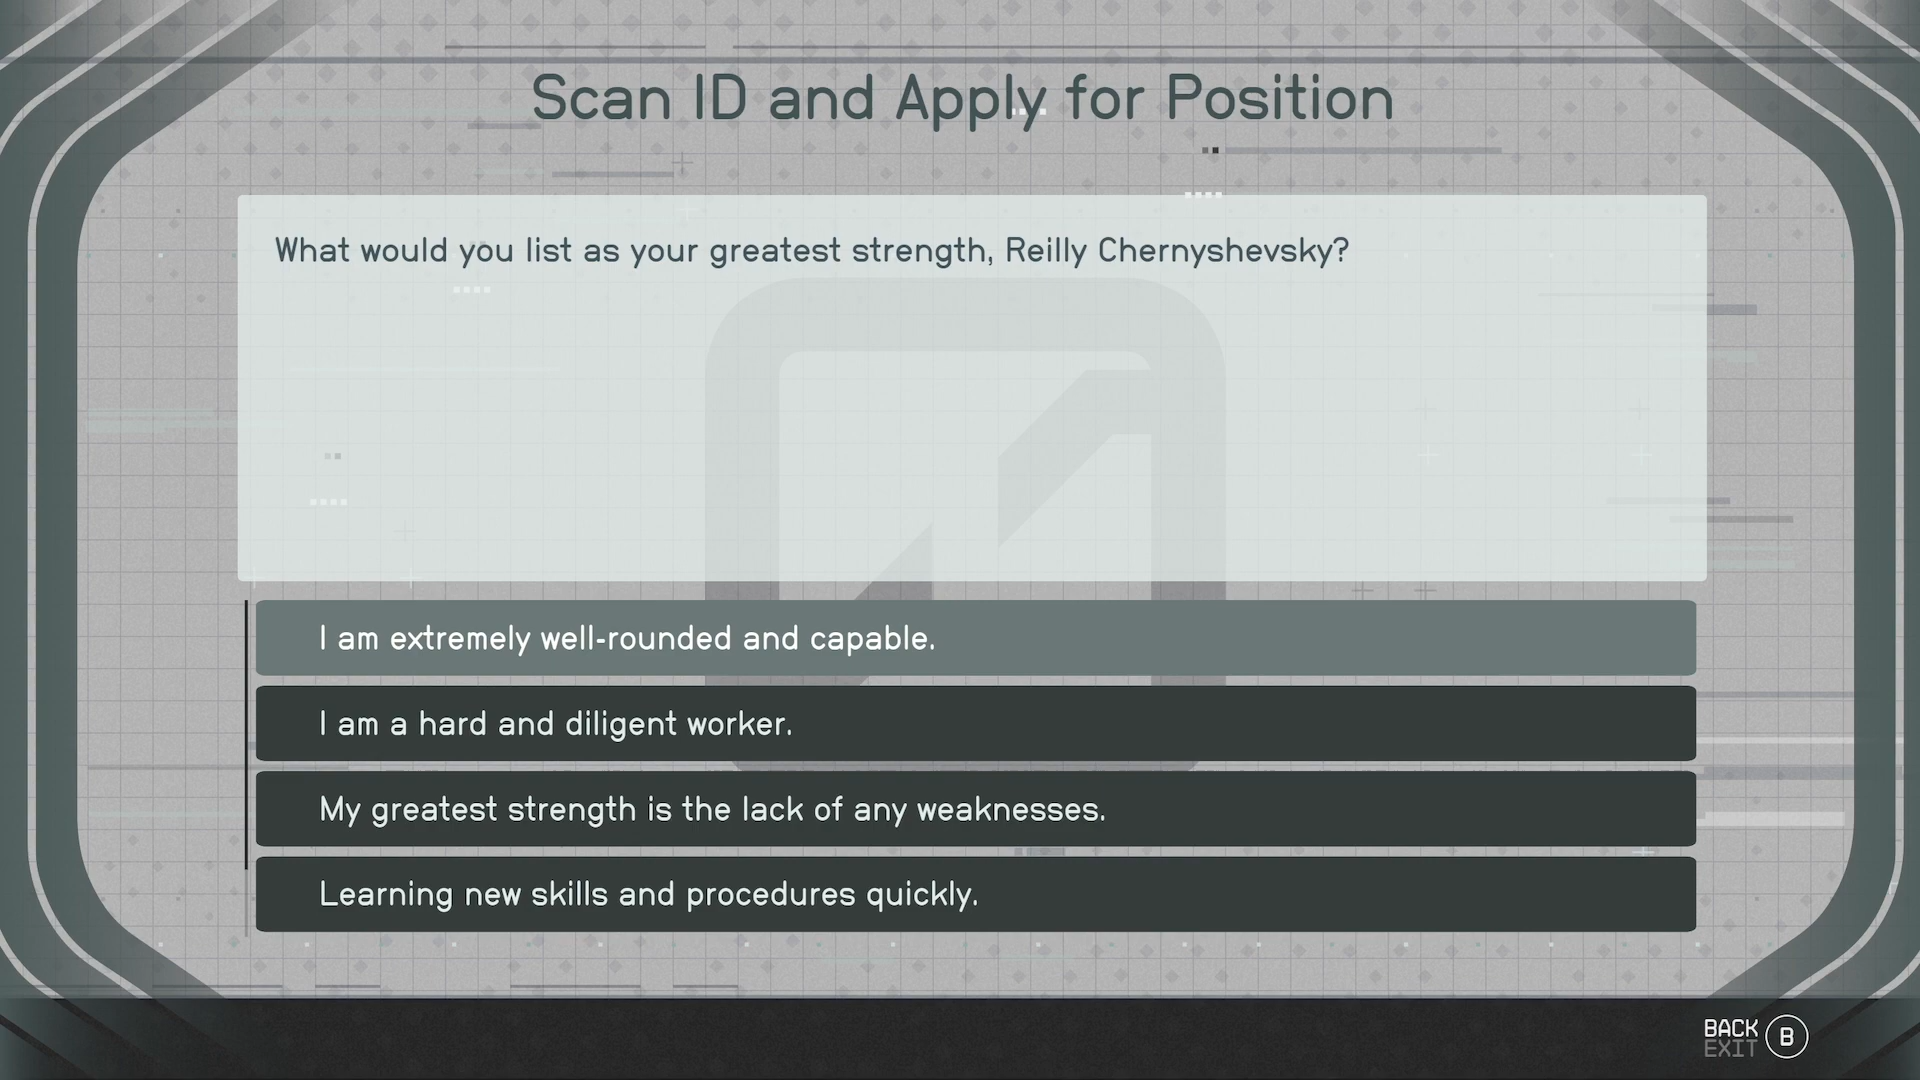 Scan ID and Apply for Position
What would you list as your greatest strength, Reilly Chernyshevsky?
I am extremely well-rounded and capable.
I am a hard and diligent worker.
My greatest strength is the lack of any weaknesses.
Learning new skills and procedures quickly.
BACK
EXIT
B